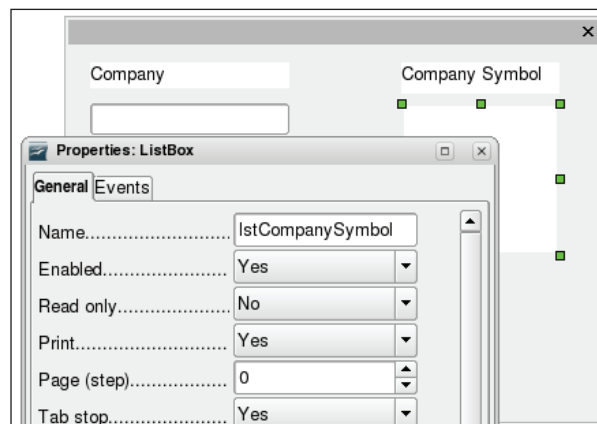 Company
Company Symbol
Properties: ListBox
General Events
Name........................... lstCompanySymbol
Enabled....................... Yes
Read only..................... No
Print............................ Yes
Page (step).................. 0
Tab stop...................... Yes